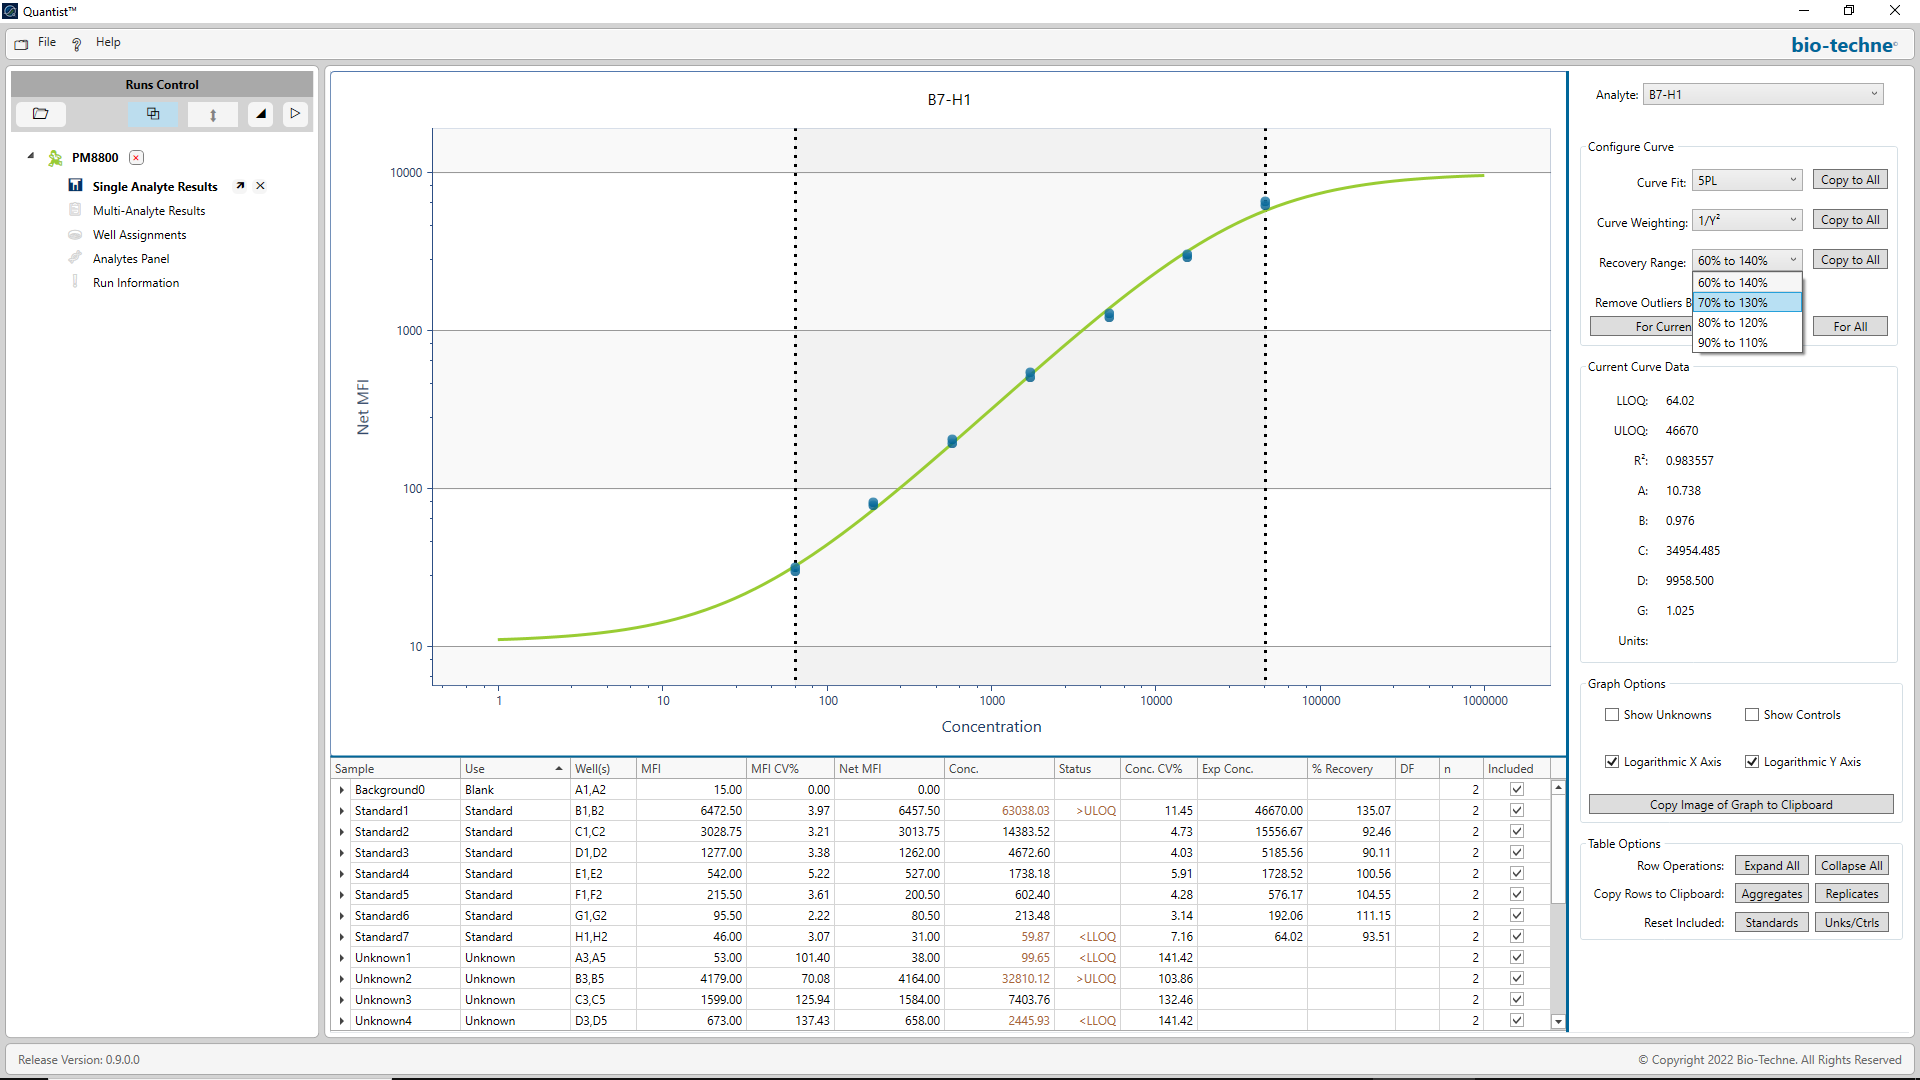 Quantist™
File Help
bio-techne
Runs Control
PM8800
Single Analyte Results
Multi-Analyte Results
Well Assignments
Analytes Panel
Run Information
B7-H1
Net MFI
10000
1000
100
10
1 10 100 1000 10000 100000 1000000
Concentration
Sample Use Well(s) MFI MFI CV% Net MFI Conc. Status Conc. CV% Exp Conc. % Recovery DF n Included
Background0 Blank A1,A2 15.00 0.00 0.00 2
Standard1 Standard B1,B2 6472.50 3.97 6457.50 63038.03 >ULOQ 11.45 46670.00 135.07 2
Standard2 Standard C1,C2 3028.75 3.21 3013.75 14383.52 4.73 15556.67 92.46 2
Standard3 Standard D1,D2 1277.00 3.38 1262.00 4672.60 4.03 5185.56 90.11 2
Standard4 Standard E1,E2 542.00 5.22 527.00 1738.18 5.91 1728.52 100.56 2
Standard5 Standard F1,F2 215.50 3.61 200.50 602.40 4.28 576.17 104.55 2
Standard6 Standard G1,G2 95.50 2.22 80.50 213.48 3.14 192.06 111.15 2
Standard7 Standard H1,H2 46.00 3.07 31.00 59.87 <LLOQ 7.16 64.02 93.51 2
Unknown1 Unknown A3,A5 53.00 101.40 38.00 99.65 <LLOQ 141.42 2
Unknown2 Unknown B3,B5 4179.00 70.08 4164.00 32810.12 >ULOQ 103.86 2
Unknown3 Unknown C3,C5 1599.00 125.94 1584.00 7403.76 132.46 2
Unknown4 Unknown D3,D5 673.00 137.43 658.00 2445.93 <LLOQ 141.42 2
Analyte: B7-H1
Configure Curve
Curve Fit: 5PL Copy to All
Curve Weighting: 1/Y² Copy to All
Recovery Range: 60% to 140% Copy to All
60% to 140%
70% to 130%
80% to 120%
90% to 110%
Remove Outliers B
For Curren For All
Current Curve Data
LLOQ: 64.02
ULOQ: 46670
R²: 0.983557
A: 10.738
B: 0.976
C: 34954.485
D: 9958.500
G: 1.025
Units:
Graph Options
Show Unknowns Show Controls
Logarithmic X Axis Logarithmic Y Axis
Copy Image of Graph to Clipboard
Table Options
Row Operations: Expand All Collapse All
Copy Rows to Clipboard: Aggregates Replicates
Reset Included: Standards Unks/Ctrls
Release Version: 0.9.0.0
© Copyright 2022 Bio-Techne. All Rights Reserved